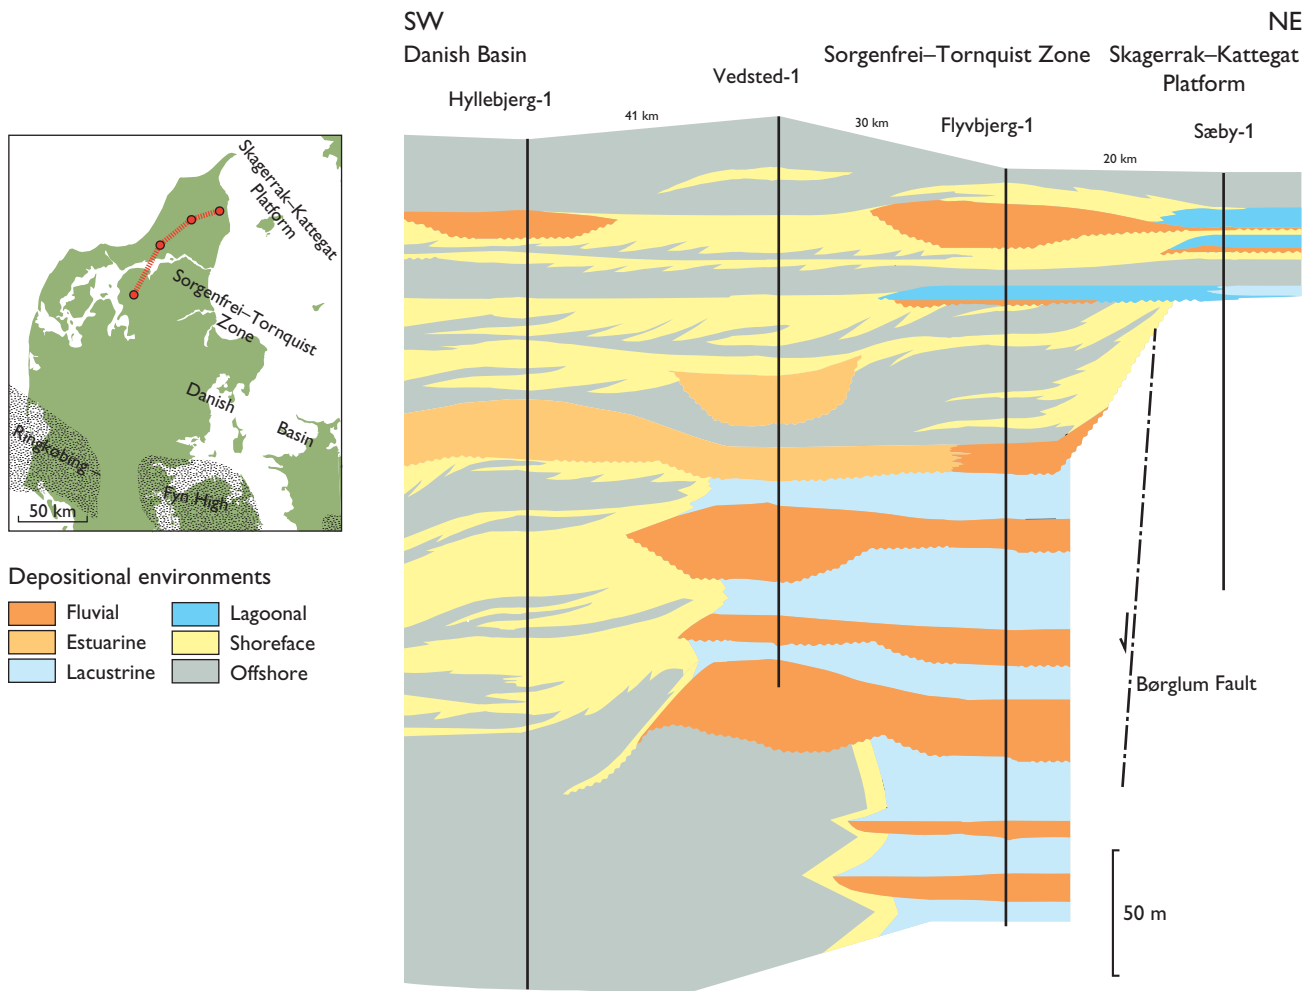 SW
NE
Danish Basin
Sorgenfrei–Tornquist Zone
Skagerrak–Kattegat
Platform
Vedsted-1
Hyllebjerg-1
Flyvbjerg-1
Sæby-1
41 km
30 km
20 km
Skagerrak–Kattegat
Platform
Sorgenfrei–Tornquist
Zone
Danish
Basin
Ringkøbing –
Fyn High
50 km
Depositional environments
Fluvial
Lagoonal
Estuarine
Shoreface
Lacustrine
Offshore
Børglum Fault
50 m